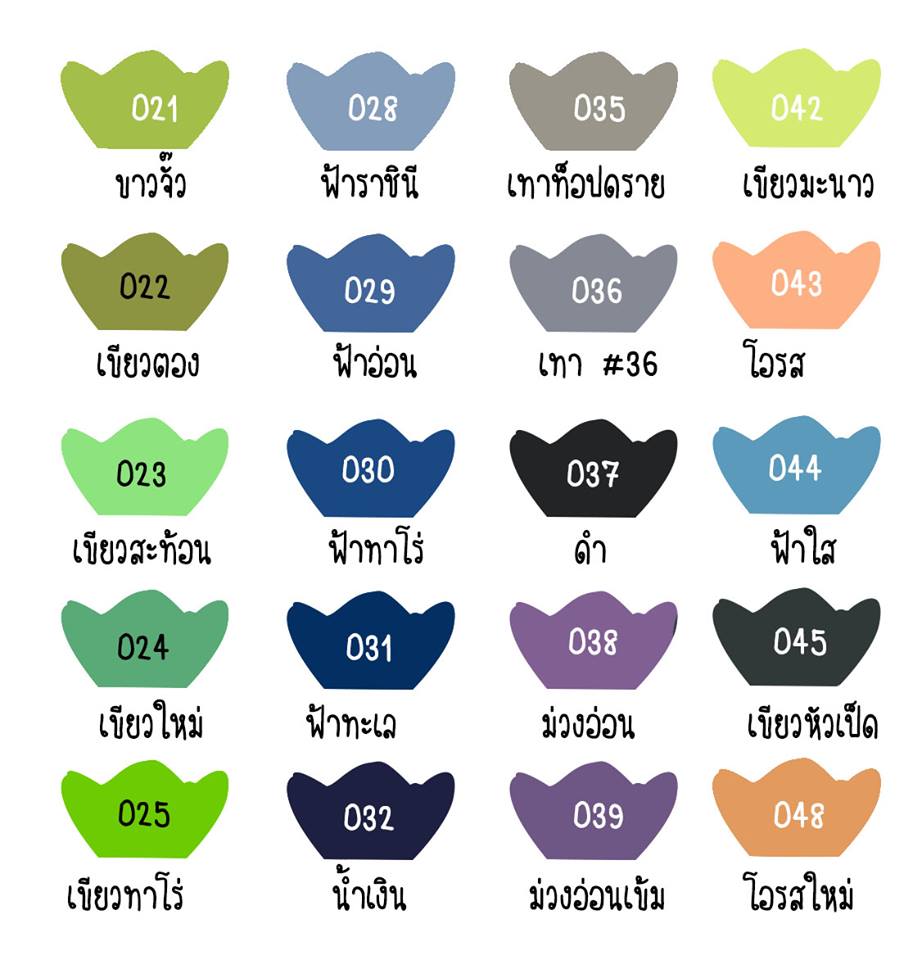 021 028 035 042
ขาวจั๊ว ฟ้าราชินี เทาท็อปดราย เขียวมะนาว
022 029 036 043
เขียวตอง ฟ้าอ่อน เทา #36 โอรส
023 030 037 044
เขียวสะท้อน ฟ้าทาโร่ ดำ ฟ้าใส
024 031 038 045
เขียวใหม่ ฟ้าทะเล ม่วงอ่อน เขียวหัวเป็ด
025 032 039 048
เขียวทาโร่ น้ำเงิน ม่วงอ่อนเข้ม โอรสใหม่